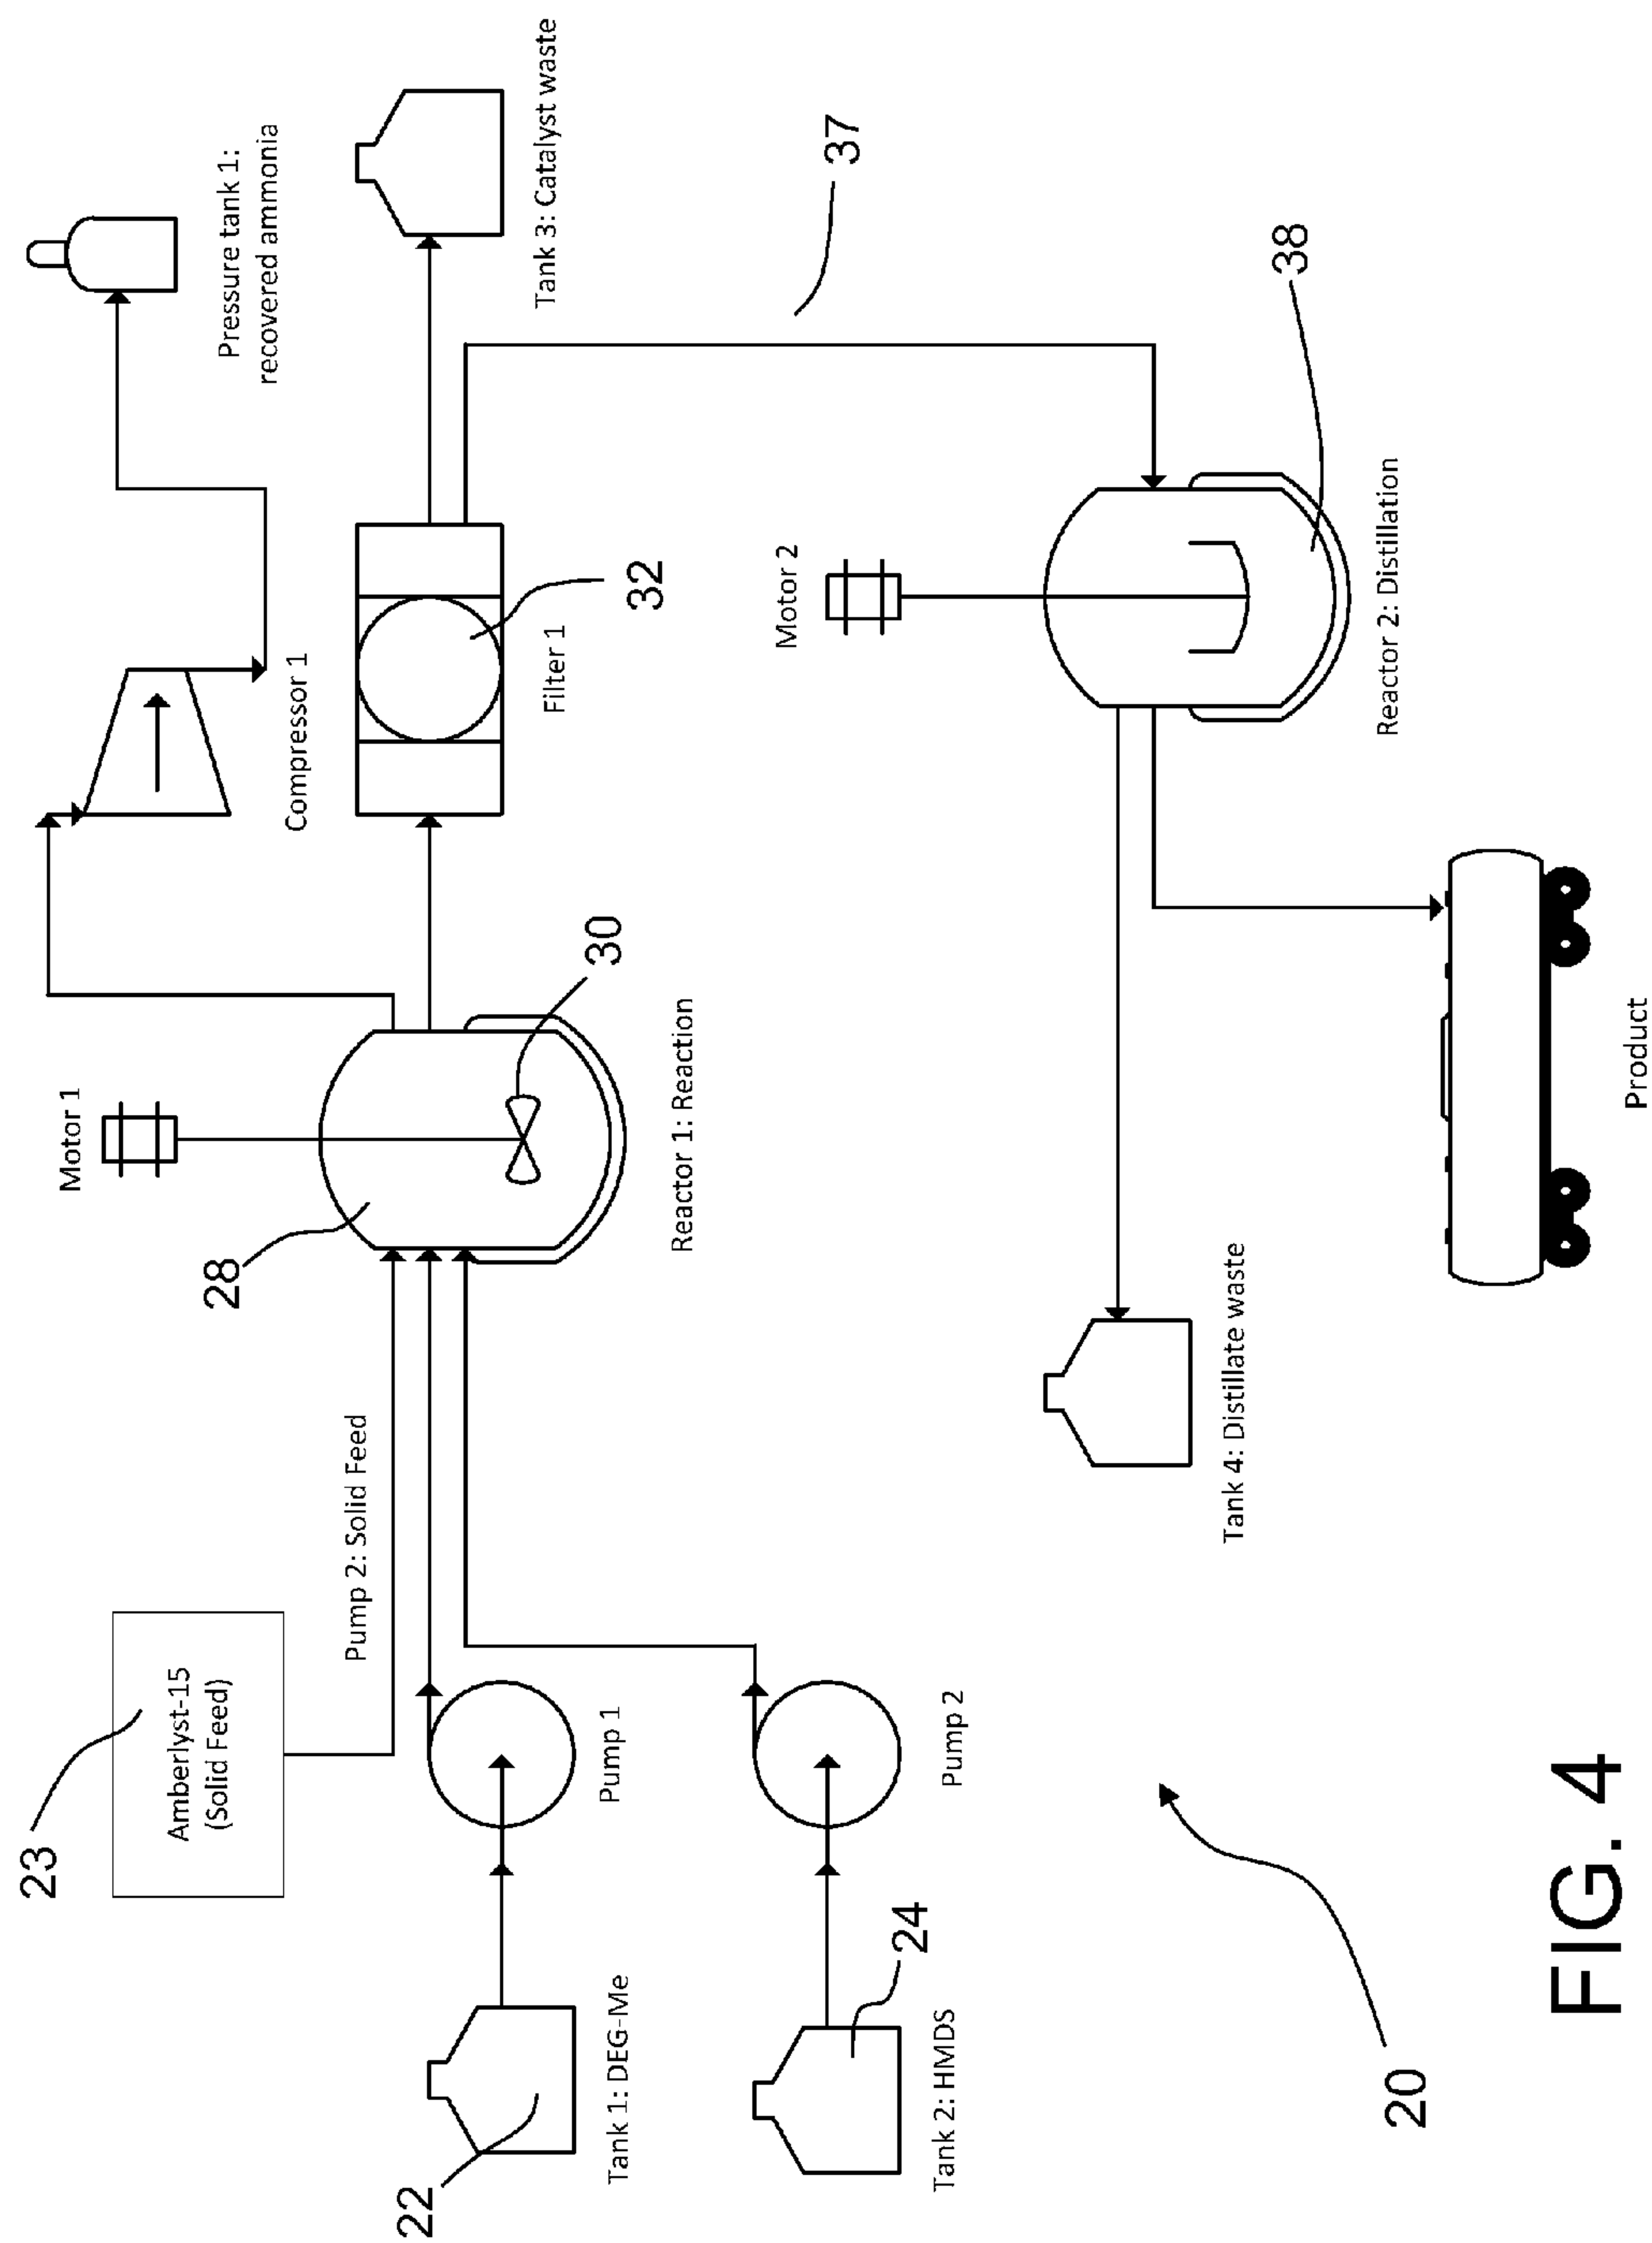 23
Amberlyst-15
(Solid Feed)
Pump 2: Solid Feed
28
Motor 1
Compressor 1
Pressure tank 1:
recovered ammonia
22
Tank 1: DEG-Me
Pump 1
Reactor 1: Reaction
30
Filter 1
32
Tank 3: Catalyst waste
24
Tank 2: HMDS
Pump 2
Motor 2
37
38
Tank 4: Distillate waste
Reactor 2: Distillation
20
Product
FIG. 4